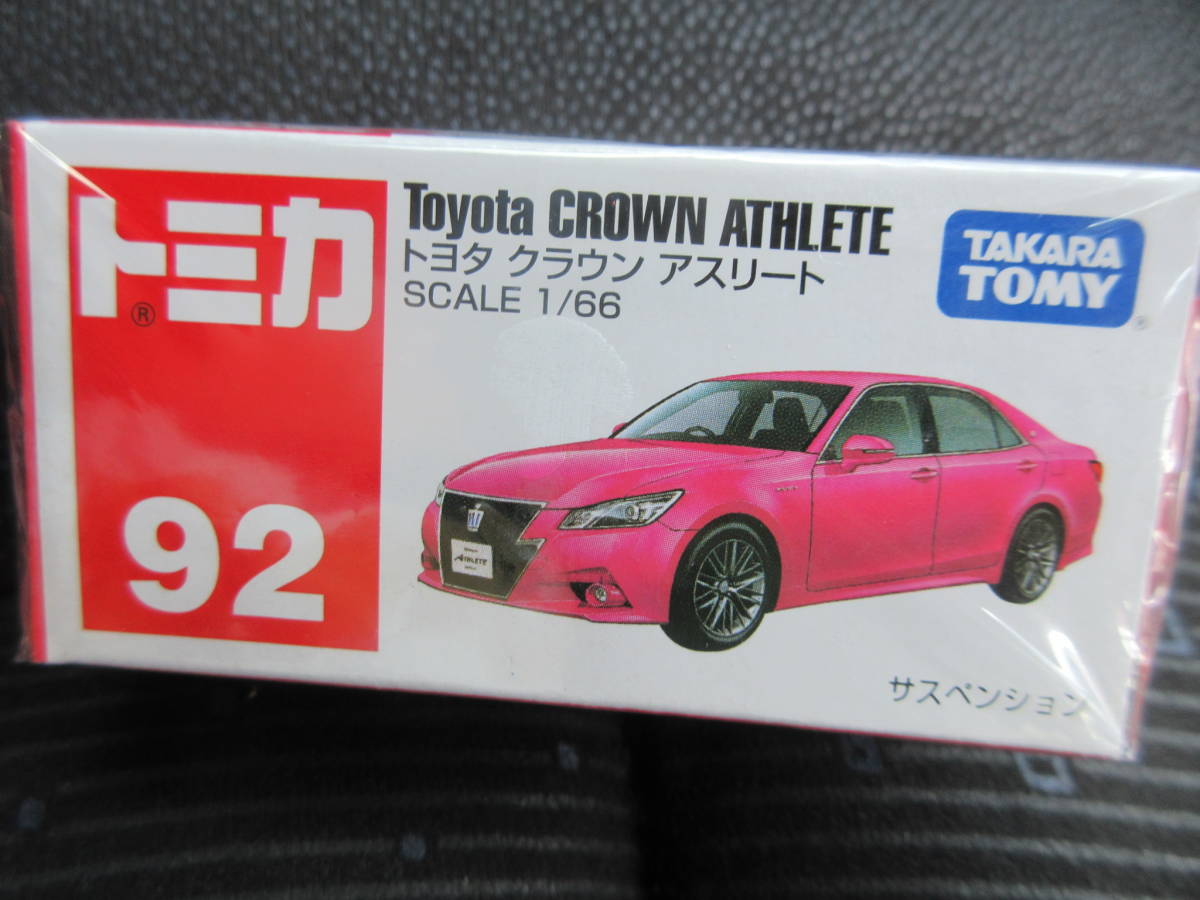 トミカ
®
92
Toyota CROWN ATHLETE
トヨタ クラウン アスリート
SCALE 1/66
TAKARA
TOMY
ATHLETE
サスペンション